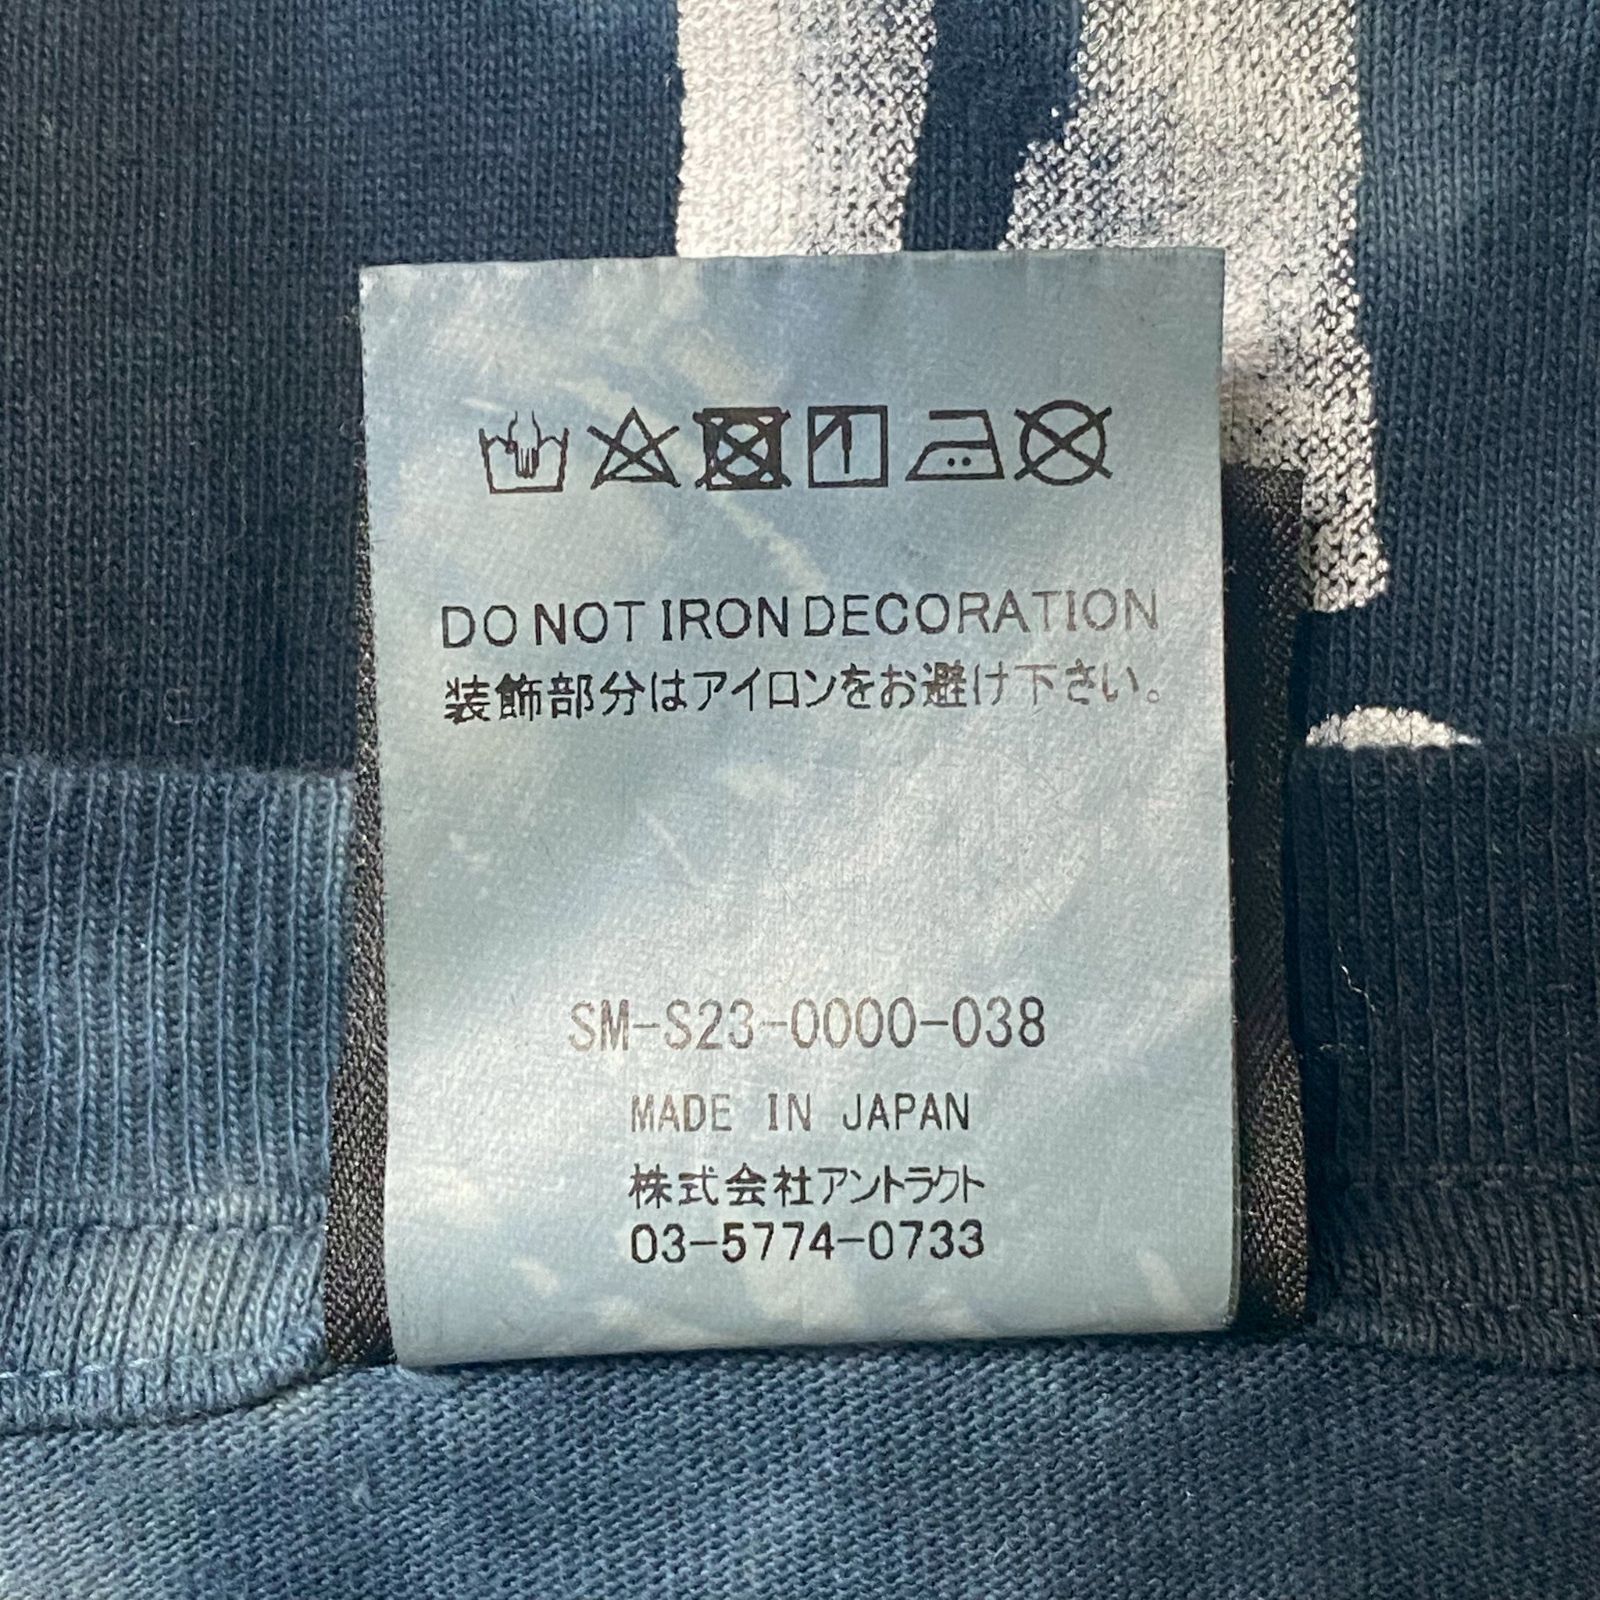 DO NOT IRON DECORATION
装飾部分はアイロンをお避け下さい。
SM-S23-0000-038
MADE IN JAPAN
株式会社アントラクト
03-5774-0733